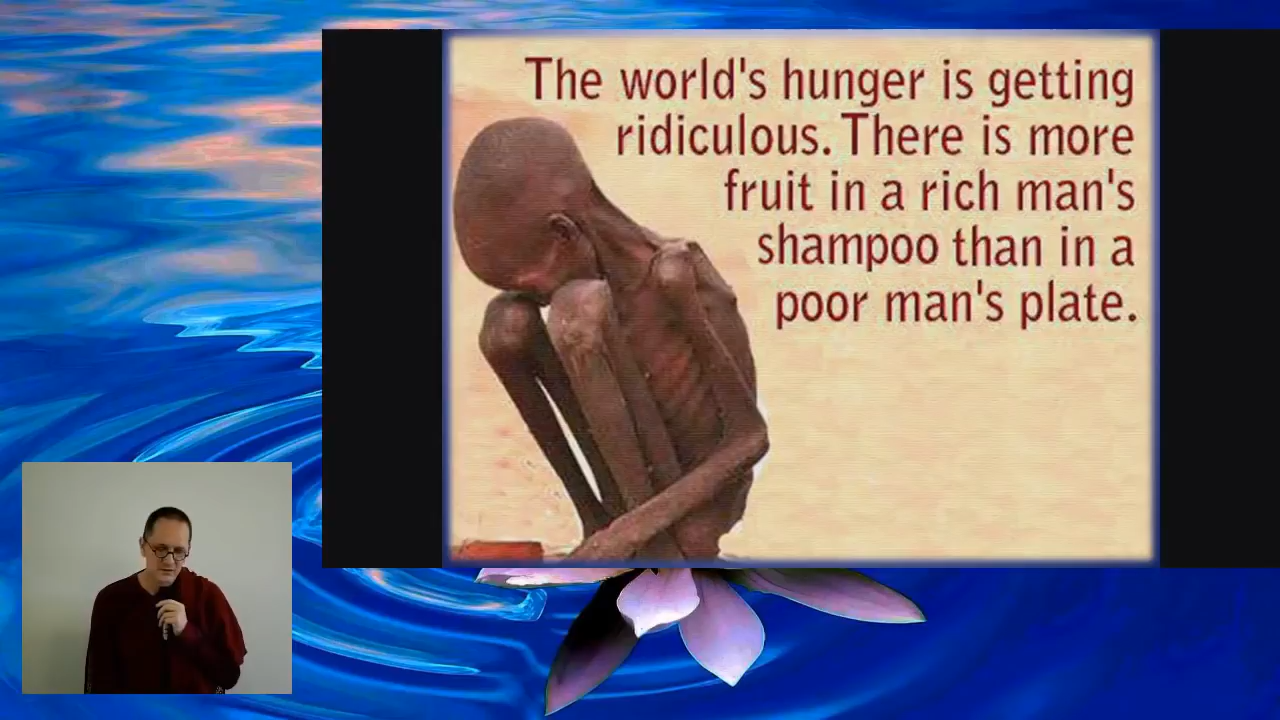 The world's hunger is getting
ridiculous. There is more
fruit in a rich man's
shampoo than in a
poor man's plate.